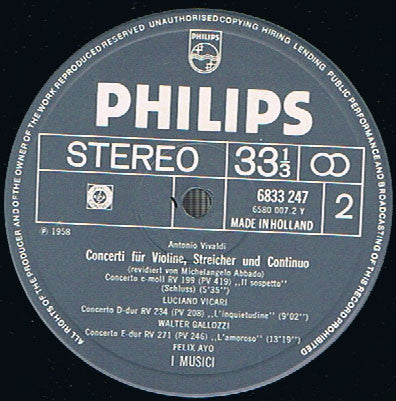 ALL RIGHTS OF THE PRODUCER AND OF THE OWNER OF THE WORK REPRODUCED RESERVED UNAUTHORISED COPYING HIRING LENDING PUBLIC PERFORMANCE AND BROADCASTING OF THIS RECORD PROHIBITED
PHILIPS
PHILIPS
STEREO 33 1/3
6833 247
6580 007.2 Y
MADE IN HOLLAND
2
℗ 1958
Antonio Vivaldi
Concerti für Violine, Streicher und Continuo
(revidiert von Michelangelo Abbado)
Concerto c-moll RV 199 (PV 419) „Il sospetto"
(Schluss) (5'35")
LUCIANO VICARI
Concerto D-dur RV 234 (PV 208) „L'inquietudine" (9'02")
WALTER GALLOZZI
Concerto E-dur RV 271 (PV 246) „L'amoroso" (13'19")
FELIX AYO
I MUSICI